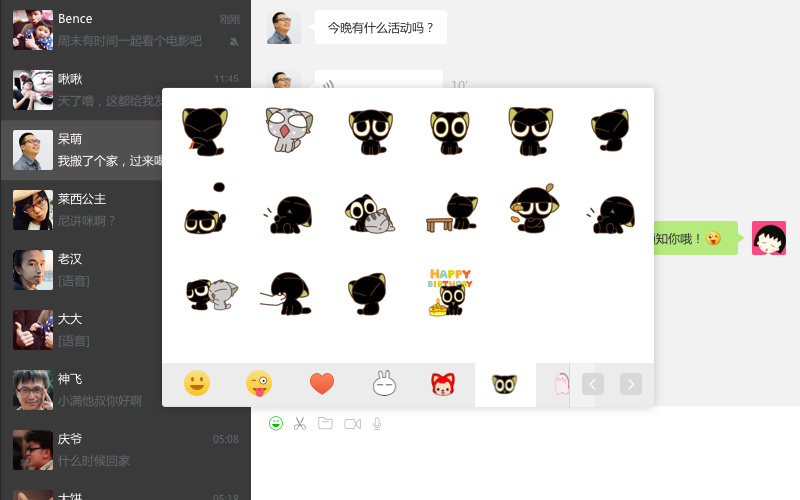 Bence
刚刚
周末有时间一起看个电影吧
啾啾
11:45
天了噜，这都给我发
呆萌
我搬了个家，过来喝
莱西公主
尼讲咪啊？
老汉
[语音]
大大
[语音]
神飞
小满他叔你好啊
庆爷
05:08
什么时候回家
大饼
05:18
今晚有什么活动吗？
10'
知你哦！
HAPPY
BIRTHDAY